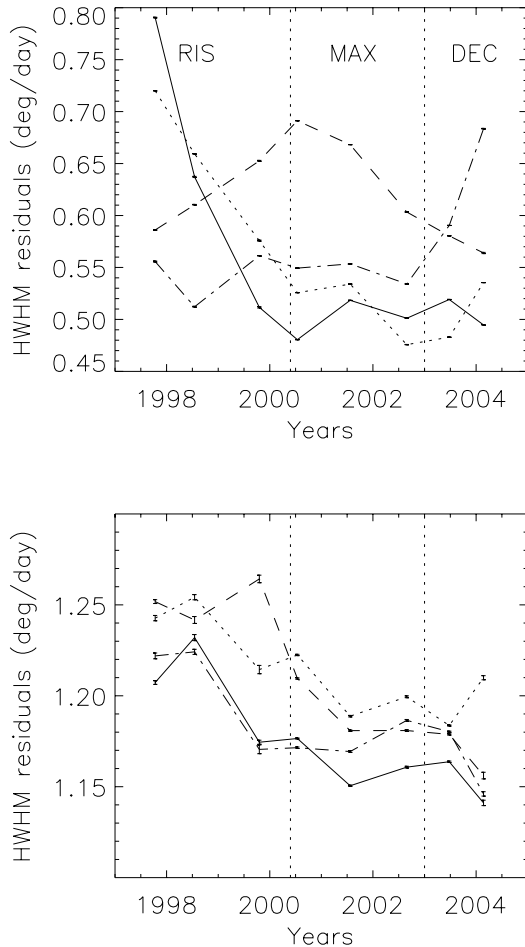 0.80
RIS MAX DEC
0.75
0.70
0.65
0.60
0.55
0.50
0.45
HWHM residuals (deg/day)
1998 2000 2002 2004
Years
1.25
1.20
1.15
HWHM residuals (deg/day)
1998 2000 2002 2004
Years